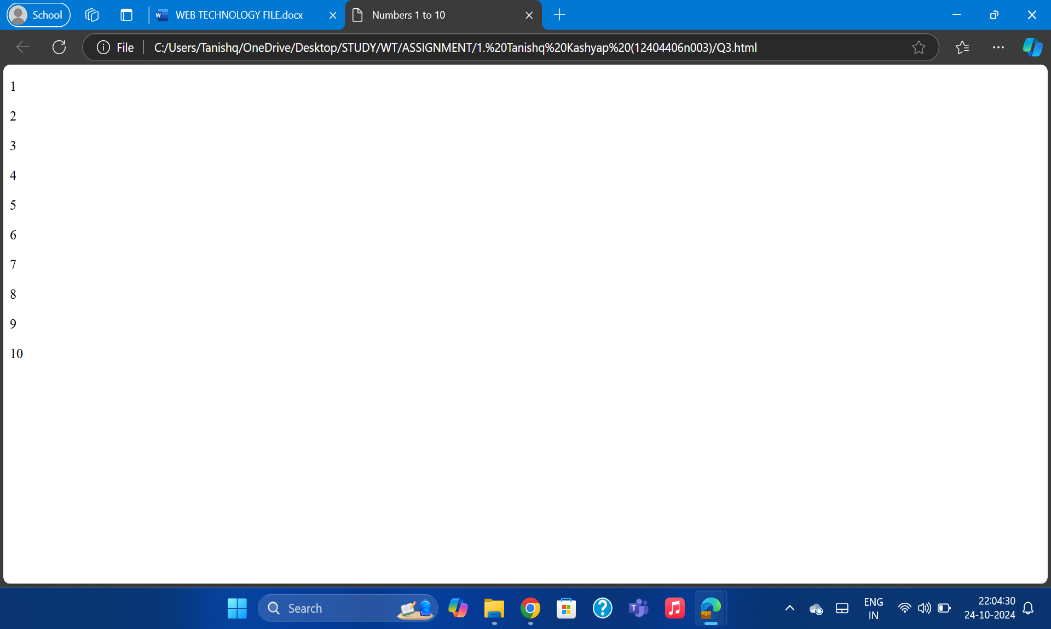 School
WEB TECHNOLOGY FILE.docx
Numbers 1 to 10
File
C:/Users/Tanishq/OneDrive/Desktop/STUDY/WT/ASSIGNMENT/1.%20Tanishq%20Kashyap%20(12404406n003)/Q3.html
1
2
3
4
5
6
7
8
9
10
Search
ENG
IN
22:04:30
24-10-2024